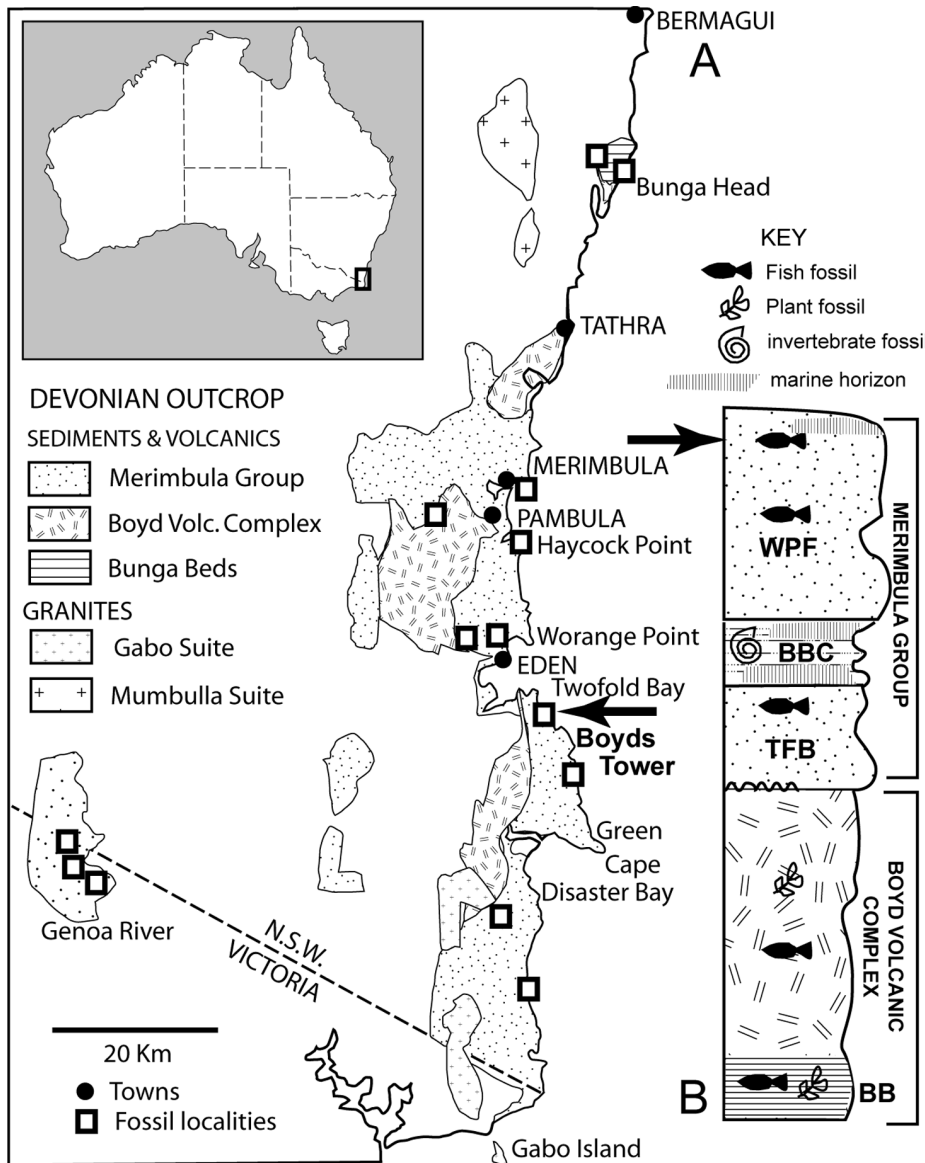 BERMAGUI
A
Bunga Head
KEY
Fish fossil
Plant fossil
invertebrate fossi
marine horizon
TATHRA
DEVONIAN OUTCROP
SEDIMENTS & VOLCANICS
Merimbula Group
Boyd Volc. Complex
Bunga Beds
GRANITES
Gabo Suite
Mumbulla Suite
MERIMBULA
PAMBULA
Haycock Point
Worange Point
EDEN
Twofold Bay
Boyds
Tower
Green
Cape
Disaster Bay
Genoa River
N.S.W.
VICTORIA
20 Km
Towns
Fossil localities
Gabo Island
WPF
BBC
TFB
MERIMBULA GROUP
BOYD VOLCANIC
COMPLEX
B
BB